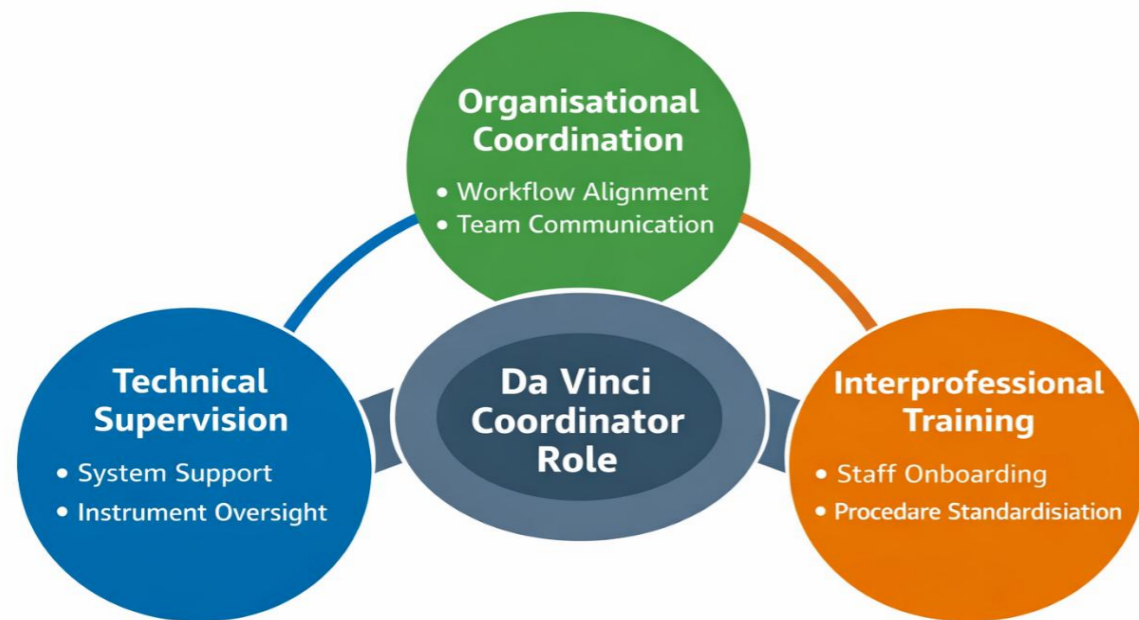 Organisational
Coordination
• Workflow Alignment
• Team Communication
Technical
Supervision
• System Support
• Instrument Oversight
Da Vinci
Coordinator
Role
Interprofessional
Training
• Staff Onboarding
• Procedare Standardisiation